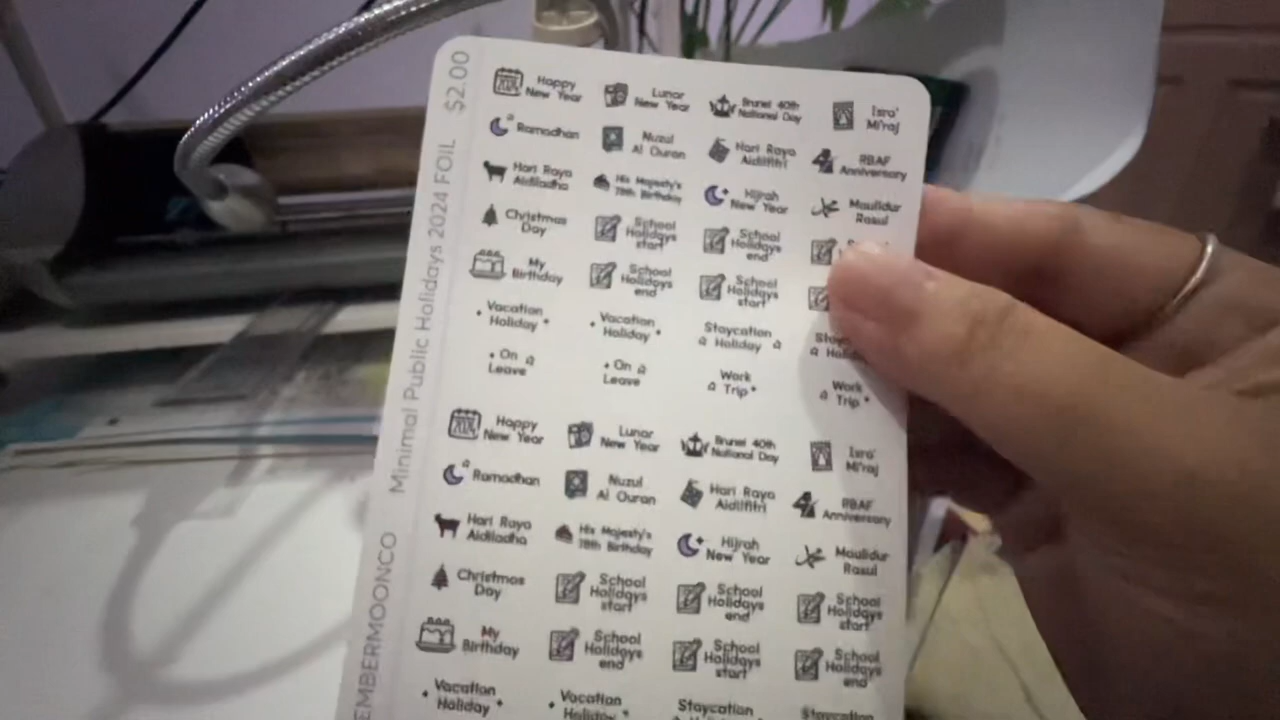 $2.00
Minimal Public Holidays 2024 FOIL
EMBERMOONCO
2024
Happy
New Year
Lunar
New Year
Brunei 40th
National Day
Isra'
Mi'raj
Ramadhan
Nuzul
Al Quran
Hari Raya
Aidilfitri
RBAF
Anniversary
Hari Raya
Aidiladha
His Majesty's
78th Birthday
Hijrah
New Year
Maulidur
Rasul
Christmas
Day
School
Holidays
start
School
Holidays
end
My
Birthday
School
Holidays
end
School
Holidays
start
Vacation
Holiday
Vacation
Holiday
Staycation
Holiday
On
Leave
On
Leave
Work
Trip
Work
Trip
2024
Happy
New Year
Lunar
New Year
Brunei 40th
National Day
Isra'
Mi'raj
Ramadhan
Nuzul
Al Quran
Hari Raya
Aidilfitri
RBAF
Anniversary
Hari Raya
Aidiladha
His Majesty's
78th Birthday
Hijrah
New Year
Maulidur
Rasul
Christmas
Day
School
Holidays
start
School
Holidays
end
School
Holidays
start
My
Birthday
School
Holidays
end
School
Holidays
start
School
Holidays
end
Vacation
Holiday
Vacation
Holiday
Staycation
Staycation